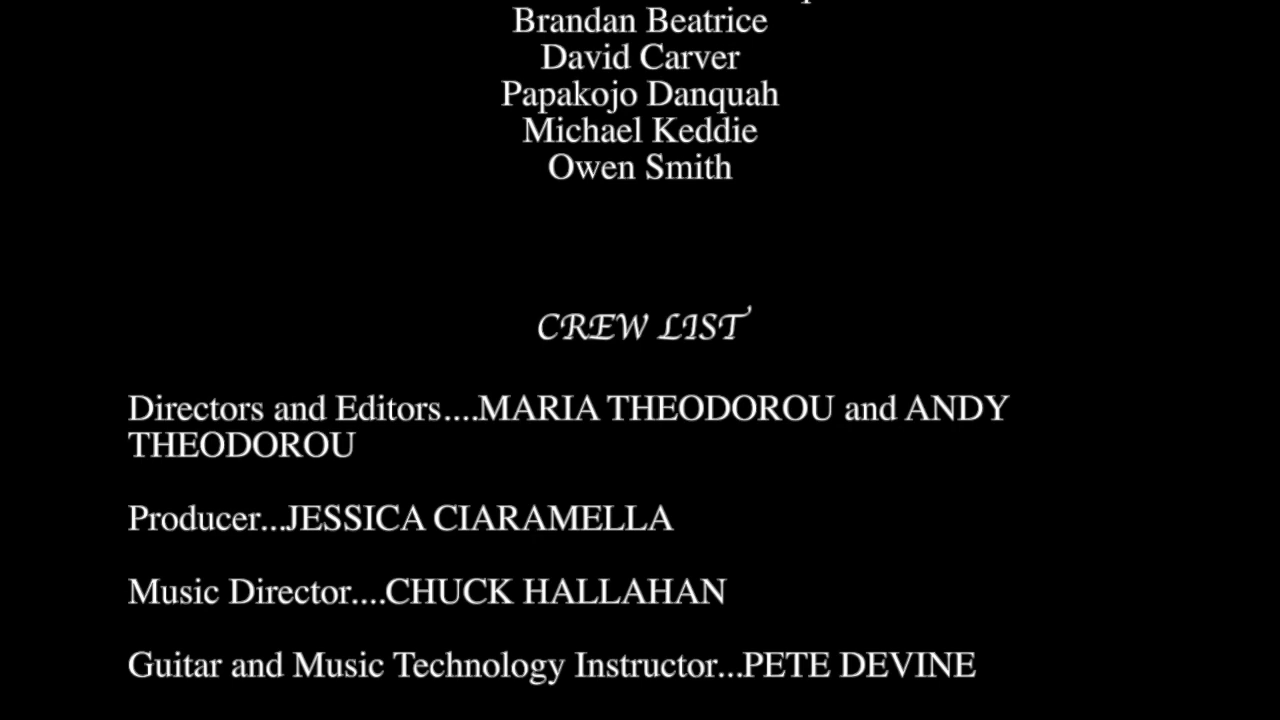 Brandan Beatrice
David Carver
Papakojo Danquah
Michael Keddie
Owen Smith
CREW LIST
Directors and Editors....MARIA THEODOROU and ANDY
THEODOROU
Producer...JESSICA CIARAMELLA
Music Director....CHUCK HALLAHAN
Guitar and Music Technology Instructor...PETE DEVINE